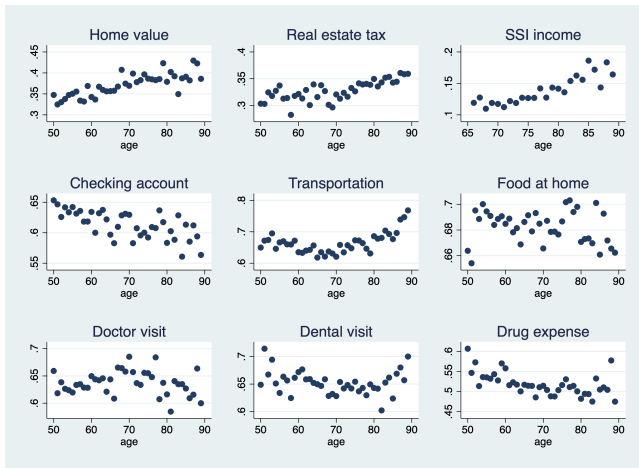 Home value
.45
.4
.35
.3
50 60 70 80 90
age
Real estate tax
.4
.35
.3
50 60 70 80 90
age
SSI income
.2
.15
.1
65 70 75 80 85 90
age
Checking account
.65
.6
.55
50 60 70 80 90
age
Transportation
.8
.7
.6
50 60 70 80 90
age
Food at home
.7
.68
.66
50 60 70 80 90
age
Doctor visit
.7
.65
.6
50 60 70 80 90
age
Dental visit
.7
.65
.6
50 60 70 80 90
age
Drug expense
.6
.55
.5
.45
50 60 70 80 90
age